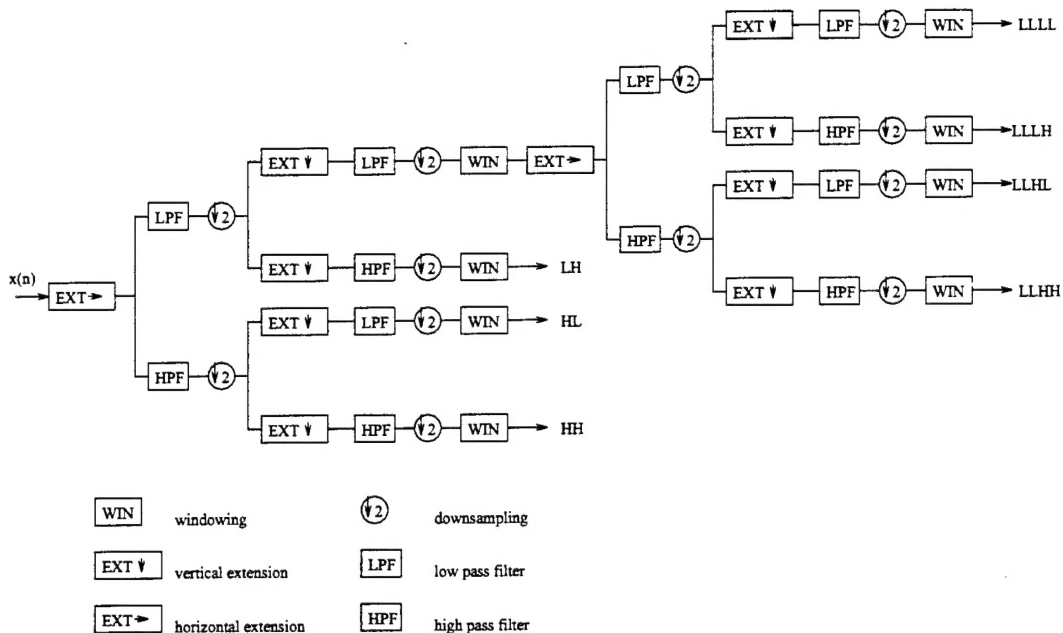 EXT ↓ LPF ↓2 WIN LLLL
LPF ↓2
EXT ↓ HPF ↓2 WIN LLLH
EXT ↓ LPF ↓2 WIN EXT →
EXT ↓ LPF ↓2 WIN LLHL
LPF ↓2
HPF ↓2
x(n)
EXT → EXT ↓ HPF ↓2 WIN LH
EXT ↓ HPF ↓2 WIN LLHH
EXT ↓ LPF ↓2 WIN HL
HPF ↓2
EXT ↓ HPF ↓2 WIN HH
WIN windowing ↓2 downsampling
EXT ↓ vertical extension LPF low pass filter
EXT → horizontal extension HPF high pass filter